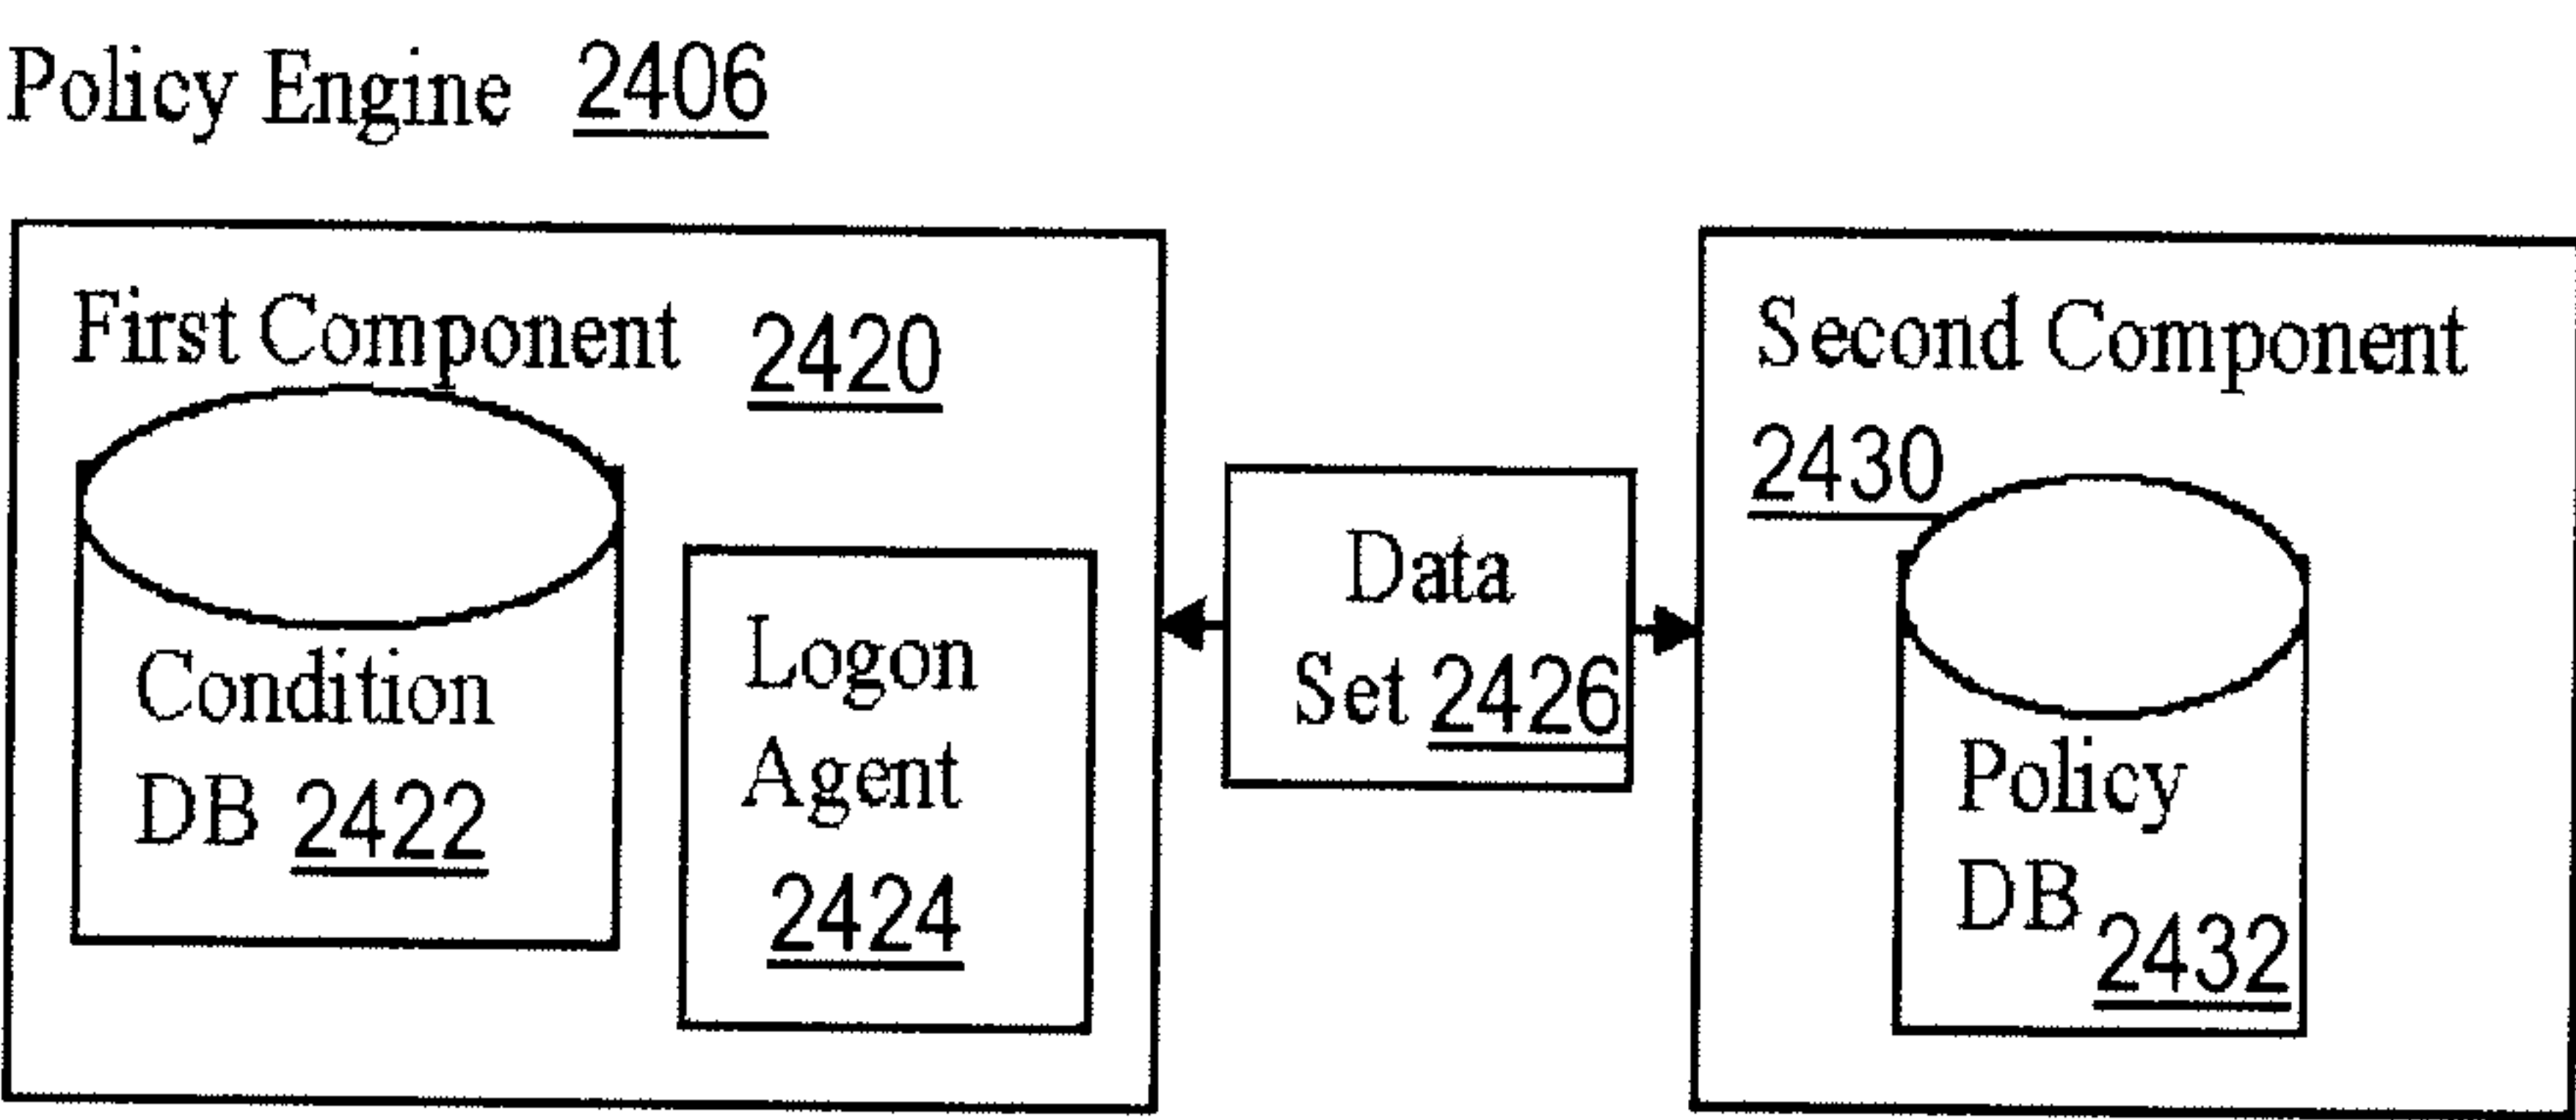 Policy Engine 2406
First Component 2420
Condition
DB 2422
Logon
Agent
2424
Data
Set 2426
Second Component
2430
Policy
DB 2432